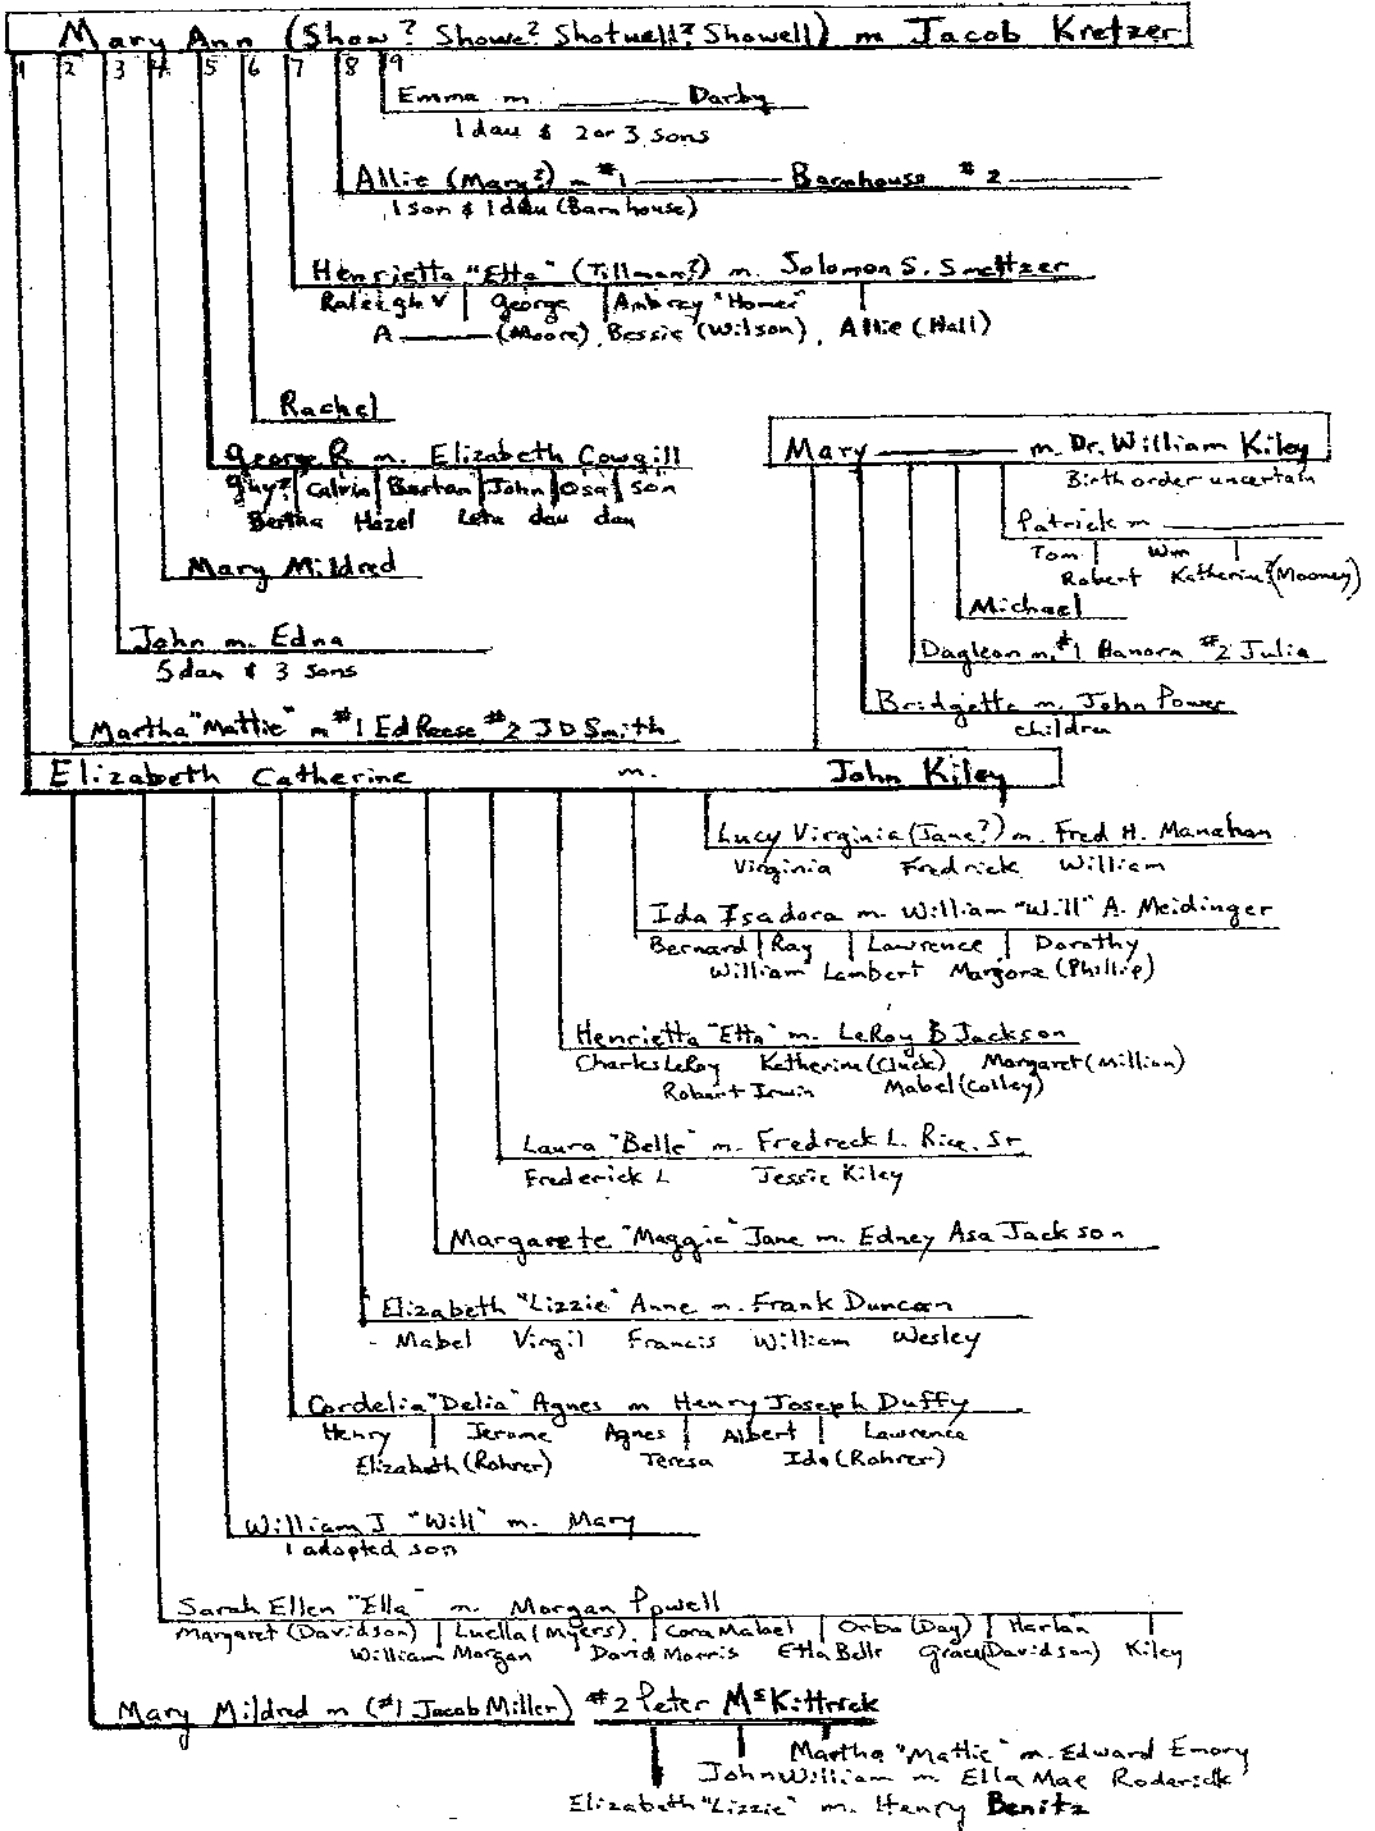 Mary Ann (Show? Showe? Shotwell? Showell) m Jacob Kretzer
1 2 3 4 5 6 7 8 9
Emma m. ——— Darby
1 dau & 2 or 3 sons
Allie (Mary?) m #1 ——— Barnhouse #2 ———
1 son & 1 dau (Barnhouse)
Henrietta "Etta" (Tillman?) m. Solomon S. Smeltzer
Raleigh V | George | Aubrey "Homer" |
A——— (Moore), Bessie (Wilson), Allie (Hall)
Rachel
George R m. Elizabeth Cowgill
Guy? | Calvin | Burton | John | Osa | son
Bertha Hazel Leta dau dau
Mary ——— m. Dr. William Kiley
Birth order uncertain
Patrick m ———
Tom | Wm |
Robert Katherine? (Mooney)
Mary Mildred
Michael
John m. Edna
5 dau & 3 sons
Dagleon m. #1 Hanora #2 Julia
Bridgette m. John Power
children
Martha "Mattie" m #1 Ed Reese #2 J D Smith
Elizabeth Catherine m. John Kiley
Lucy Virginia (Jane?) m. Fred H. Manahan
Virginia Fredrick William
Ida Isadora m. William "Will" A. Meidinger
Bernard | Ray | Lawrence | Dorothy
William Lambert Margore (Phillip)
Henrietta "Etta" m. LeRoy B Jackson
Charles LeRoy Katherine (Cluck) Margaret (Million)
Robert Irwin Mabel (Colley)
Laura "Belle" m. Fredreck L. Rice, Sr.
Frederick L Jessie Kiley
Margarete "Maggie" Jane m. Edney Asa Jackson
Elizabeth "Lizzie" Anne m. Frank Duncan
Mabel Virgil Francis William Wesley
Cordelia "Delia" Agnes m Henry Joseph Duffy
Henry | Jerome Agnes | Albert | Lawrence
Elizabeth (Rohrer) Teresa Ida (Rohrer)
William J "Will" m. Mary
1 adopted son
Sarah Ellen "Ella" m. Morgan Powell
Margaret (Davidson) | Luella (Myers), | Cora Mabel | Orba (Day) | Harlan |
William Morgan David Morris Etta Belle Grace (Davidson) Kiley
Mary Mildred m (#1 Jacob Miller) #2 Peter McKittrick
Martha "Mattie" m. Edward Emory
John William m. Ella Mae Roderick
Elizabeth "Lizzie" m. Henry Benitz